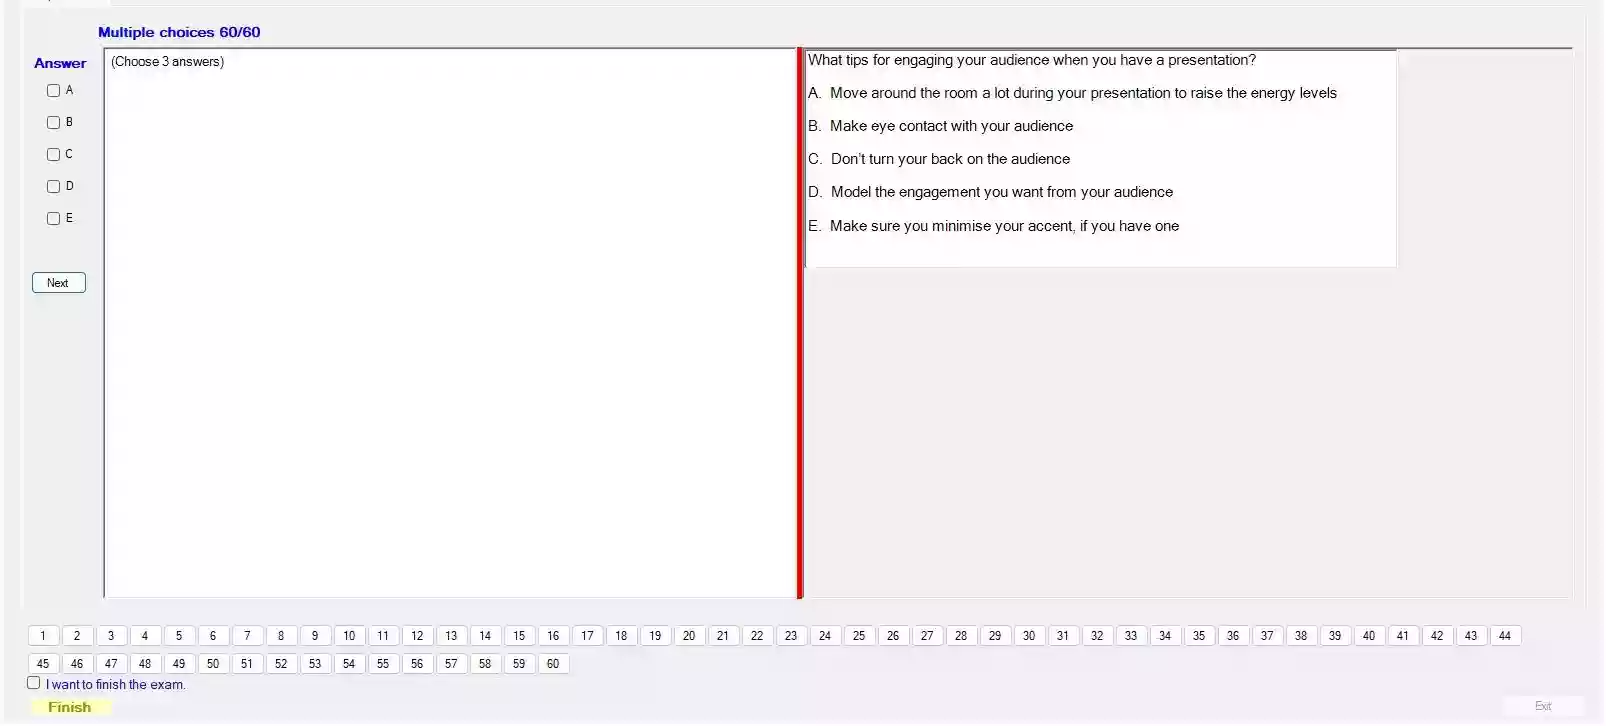 Multiple choices 60/60
Answer
(Choose 3 answers)
A
B
C
D
E
Next
What tips for engaging your audience when you have a presentation?
A. Move around the room a lot during your presentation to raise the energy levels
B. Make eye contact with your audience
C. Don't turn your back on the audience
D. Model the engagement you want from your audience
E. Make sure you minimise your accent, if you have one
1 2 3 4 5 6 7 8 9 10 11 12 13 14 15 16 17 18 19 20 21 22 23 24 25 26 27 28 29 30 31 32 33 34 35 36 37 38 39 40 41 42 43 44
45 46 47 48 49 50 51 52 53 54 55 56 57 58 59 60
I want to finish the exam.
Finish
Exit